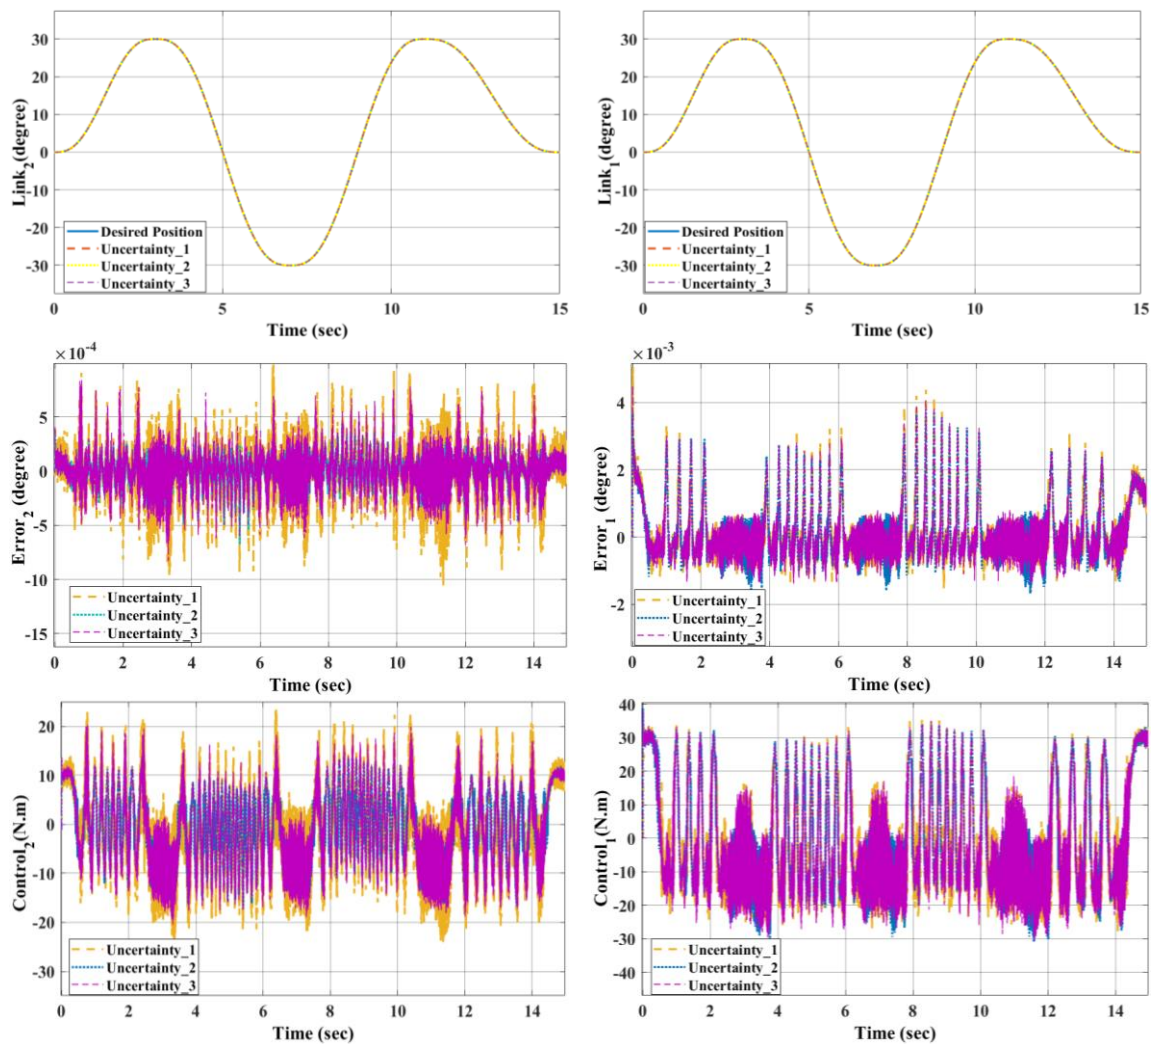 30
20
10
0
-10
-20
-30
Link2(degree)
Desired Position
Uncertainty_1
Uncertainty_2
Uncertainty_3
0 5 10 15
Time (sec)
30
20
10
0
-10
-20
-30
Link1(degree)
Desired Position
Uncertainty_1
Uncertainty_2
Uncertainty_3
0 5 10 15
Time (sec)
×10-4
5
0
-5
-10
-15
Error2 (degree)
Uncertainty_1
Uncertainty_2
Uncertainty_3
0 2 4 6 8 10 12 14
Time (sec)
×10-3
4
2
0
-2
Error1 (degree)
Uncertainty_1
Uncertainty_2
Uncertainty_3
0 2 4 6 8 10 12 14
Time (sec)
20
10
0
-10
-20
-30
Control2(N.m)
Uncertainty_1
Uncertainty_2
Uncertainty_3
0 2 4 6 8 10 12 14
Time (sec)
40
30
20
10
0
-10
-20
-30
-40
Control1(N.m)
Uncertainty_1
Uncertainty_2
Uncertainty_3
0 2 4 6 8 10 12 14
Time (sec)